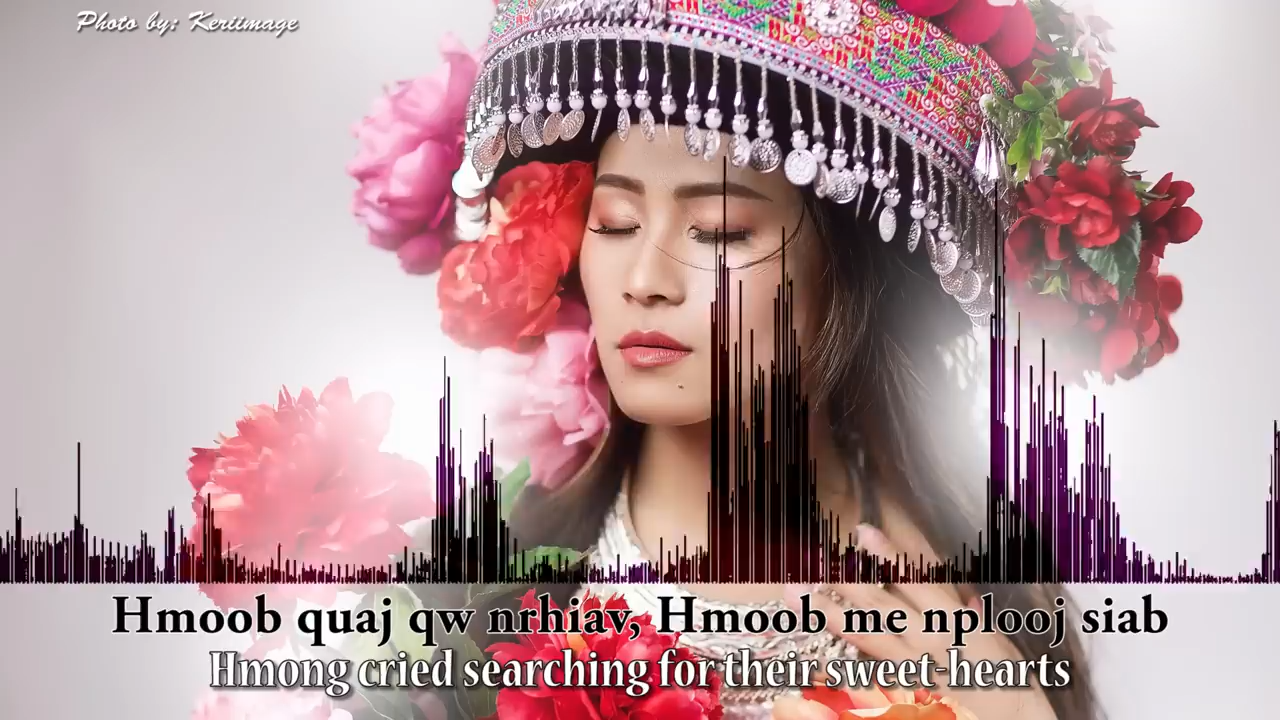 Photo by: Keriimage
Hmoob quaj qw nrhiav, Hmoob me nplooj siab
Hmong cried searching for their sweet-hearts